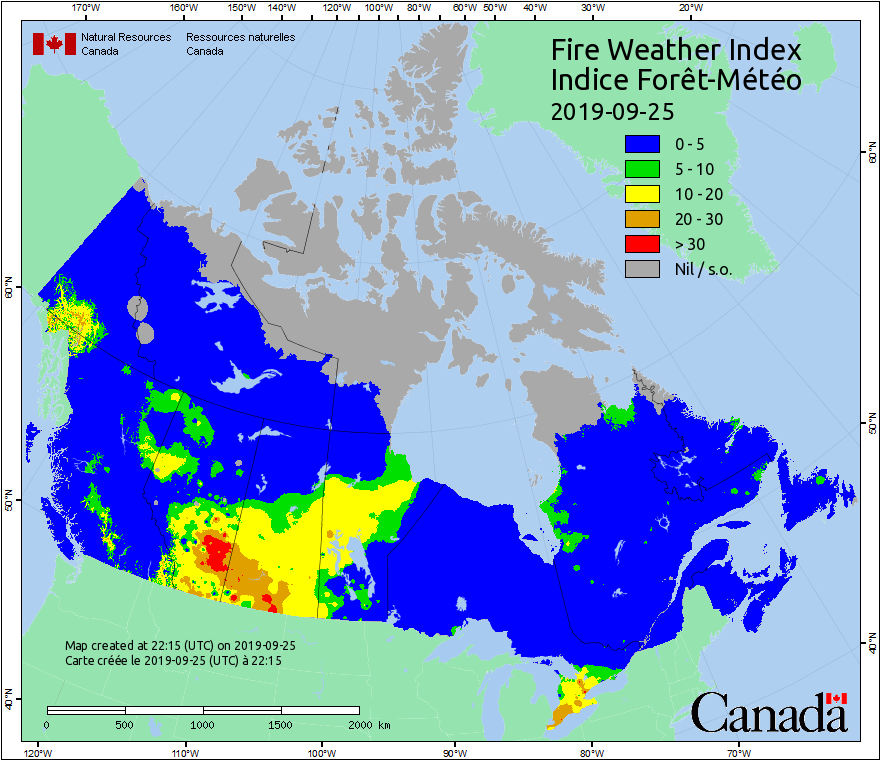 170°W 160°W 150°W 140°W 130°W 120°W 110°W 100°W 90°W 80°W 70°W 60°W 50°W 40°W 30°W 20°W
Natural Resources Ressources naturelles
Canada Canada
Fire Weather Index
Indice Forêt-Météo
2019-09-25
0 - 5
5 - 10
10 - 20
20 - 30
> 30
Nil / s.o.
60°N
60°N
50°N
50°N
40°N
40°N
Map created at 22:15 (UTC) on 2019-09-25
Carte créée le 2019-09-25 (UTC) à 22:15
0 500 1000 1500 2000 km
Canada
120°W 110°W 100°W 90°W 80°W 70°W